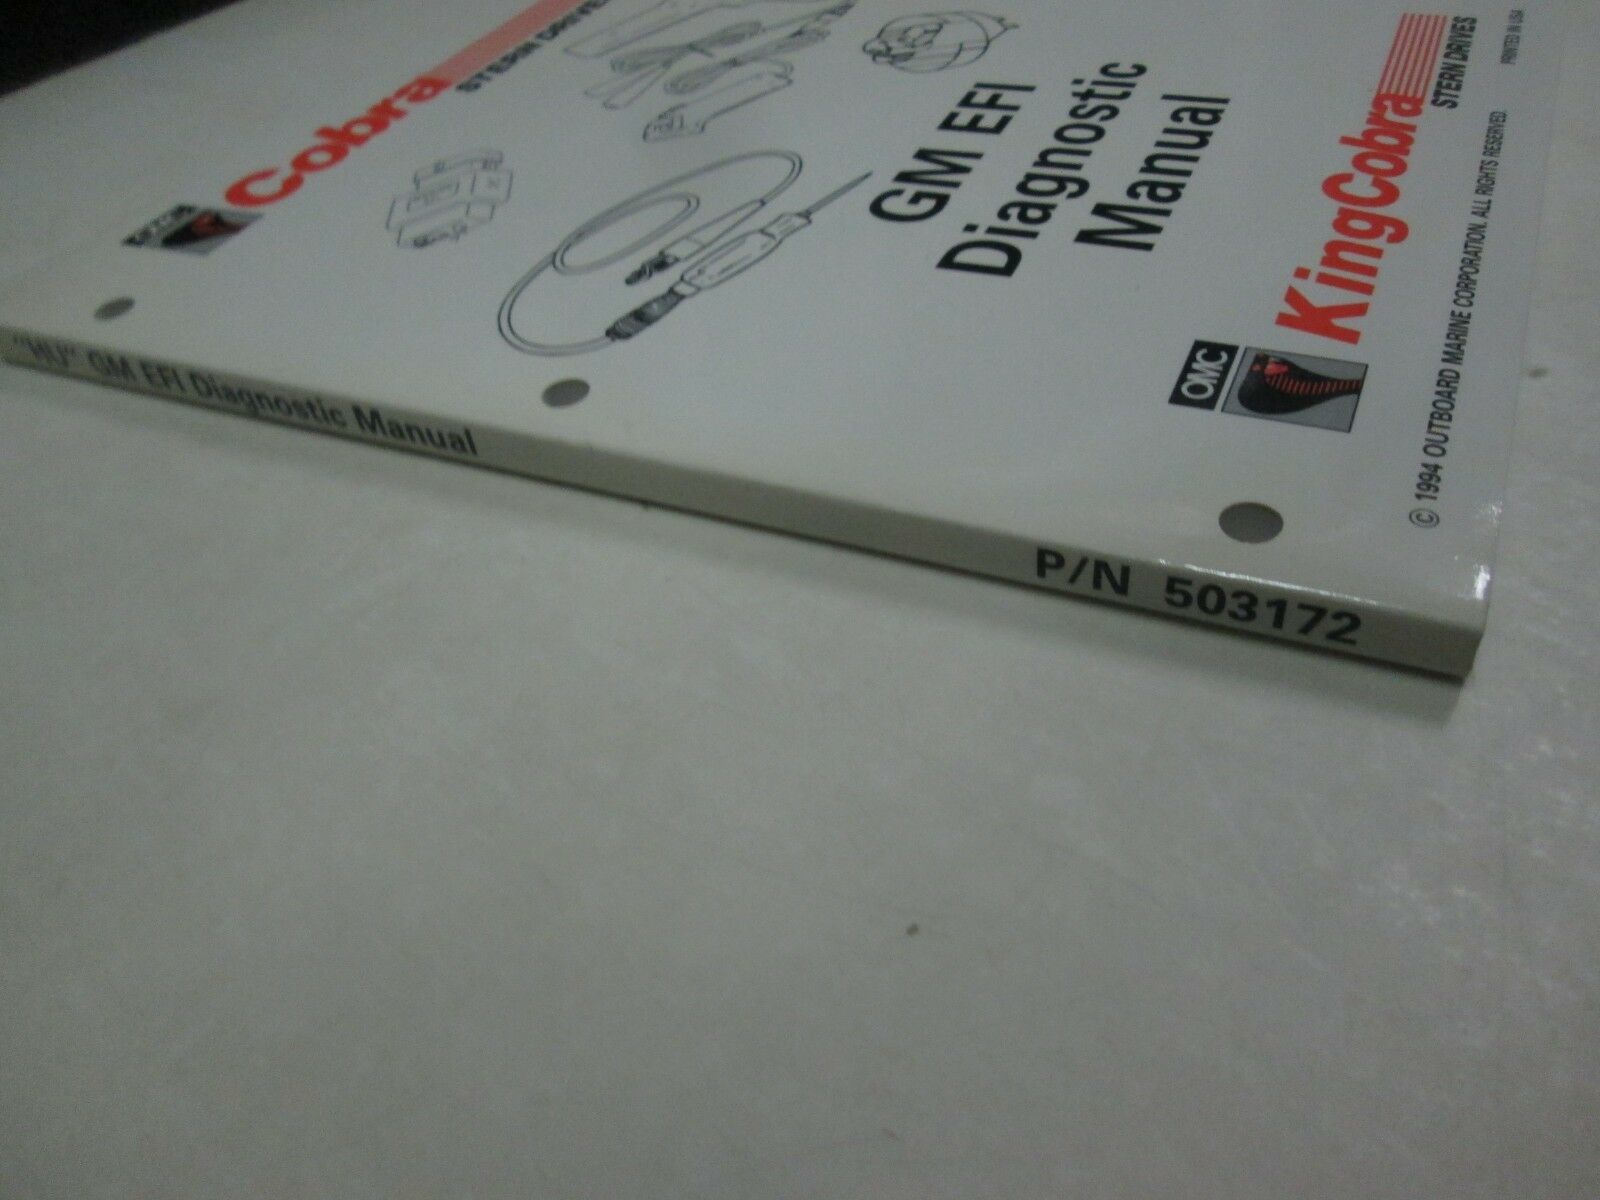 Cobra
STERN DRIVES
GM EFI
Diagnostic
Manual
OMC
KingCobra
STERN DRIVES
© 1994 OUTBOARD MARINE CORPORATION. ALL RIGHTS RESERVED.
PRINTED IN USA
"HU" GM EFI Diagnostic Manual
P/N 503172